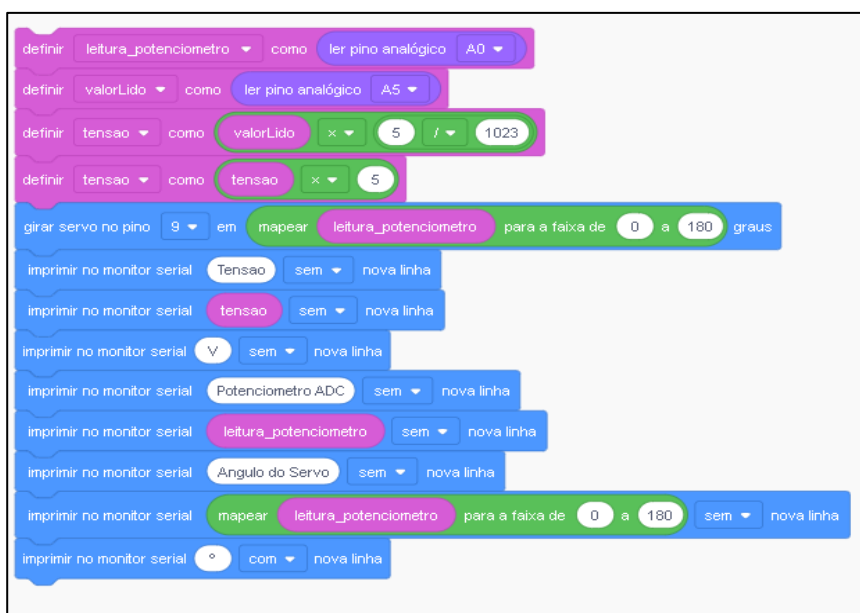 definir leitura_potenciometro como ler pino analógico A0
definir valorLido como ler pino analógico A5
definir tensao como valorLido × 5 / 1023
definir tensao como tensao × 5
girar servo no pino 9 em mapear leitura_potenciometro para a faixa de 0 a 180 graus
imprimir no monitor serial Tensao sem nova linha
imprimir no monitor serial tensao sem nova linha
imprimir no monitor serial V sem nova linha
imprimir no monitor serial Potenciometro ADC sem nova linha
imprimir no monitor serial leitura_potenciometro sem nova linha
imprimir no monitor serial Angulo do Servo sem nova linha
imprimir no monitor serial mapear leitura_potenciometro para a faixa de 0 a 180 sem nova linha
imprimir no monitor serial ° com nova linha